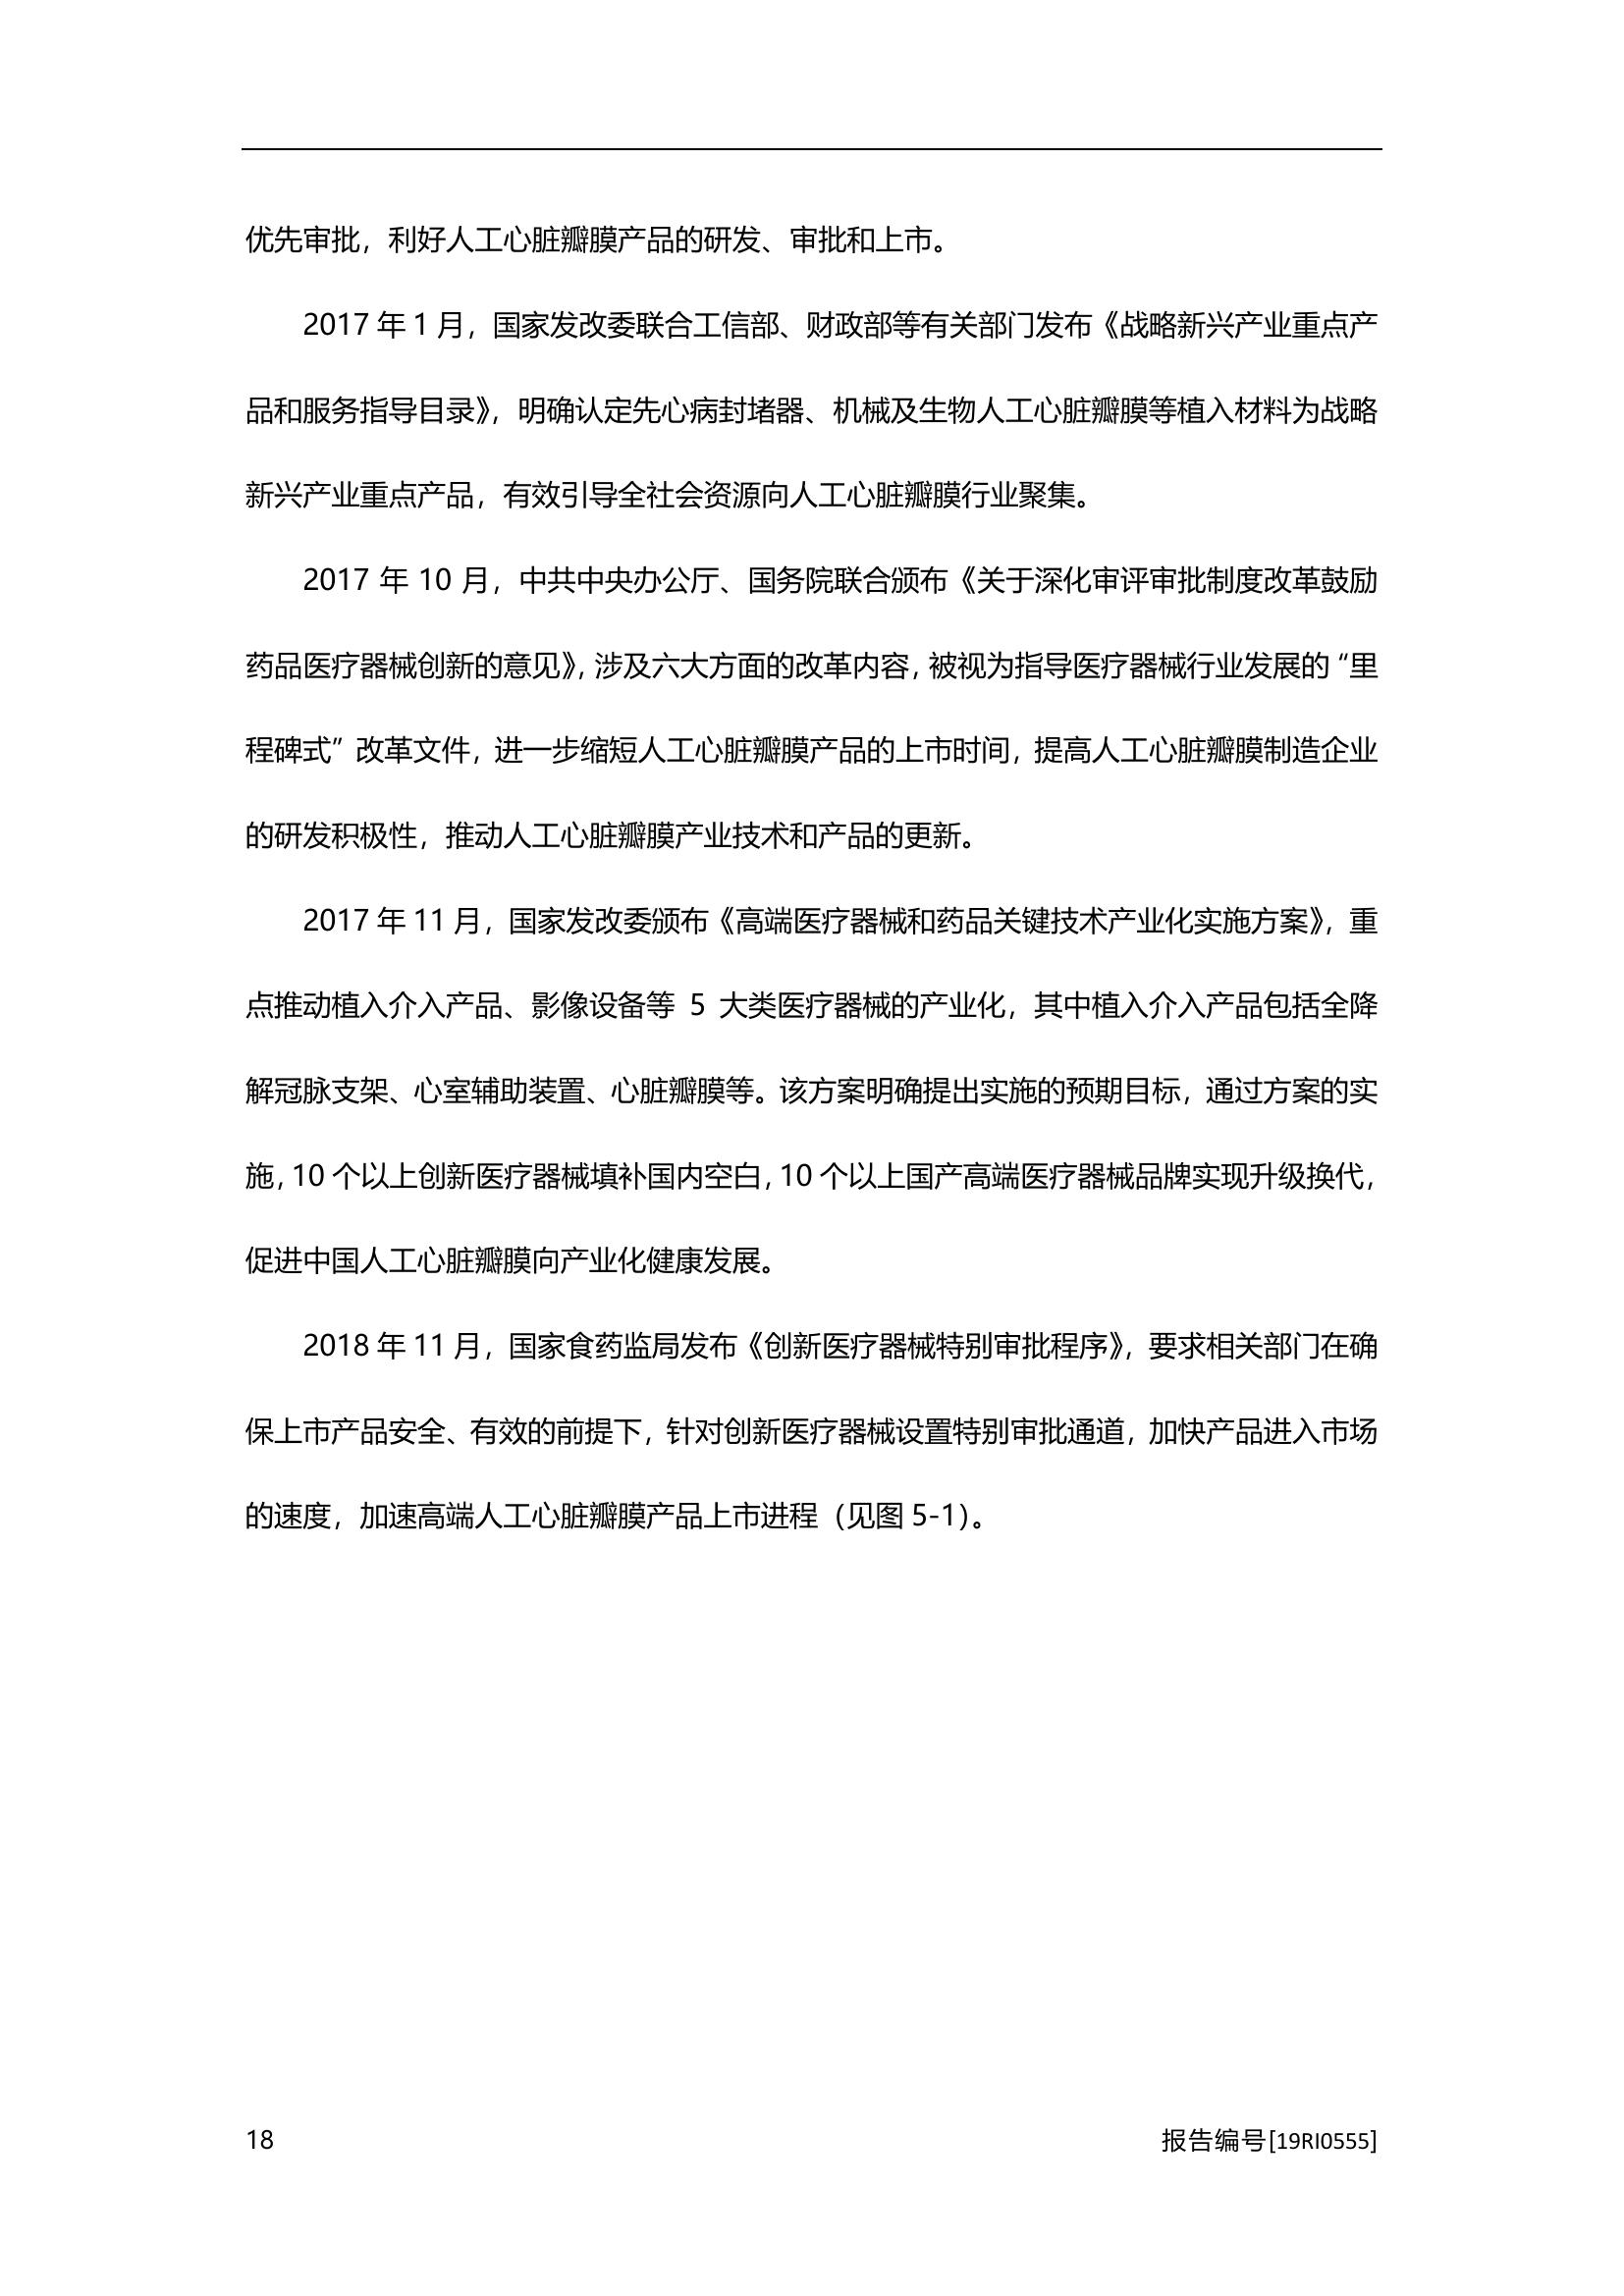 优先审批，利好人工心脏瓣膜产品的研发、审批和上市。
2017 年 1 月，国家发改委联合工信部、财政部等有关部门发布《战略新兴产业重点产
品和服务指导目录》，明确认定先心病封堵器、机械及生物人工心脏瓣膜等植入材料为战略
新兴产业重点产品，有效引导全社会资源向人工心脏瓣膜行业聚集。
2017 年 10 月，中共中央办公厅、国务院联合颁布《关于深化审评审批制度改革鼓励
药品医疗器械创新的意见》，涉及六大方面的改革内容，被视为指导医疗器械行业发展的“里
程碑式”改革文件，进一步缩短人工心脏瓣膜产品的上市时间，提高人工心脏瓣膜制造企业
的研发积极性，推动人工心脏瓣膜产业技术和产品的更新。
2017 年 11 月，国家发改委颁布《高端医疗器械和药品关键技术产业化实施方案》，重
点推动植入介入产品、影像设备等 5 大类医疗器械的产业化，其中植入介入产品包括全降
解冠脉支架、心室辅助装置、心脏瓣膜等。该方案明确提出实施的预期目标，通过方案的实
施，10 个以上创新医疗器械填补国内空白，10 个以上国产高端医疗器械品牌实现升级换代，
促进中国人工心脏瓣膜向产业化健康发展。
2018 年 11 月，国家食药监局发布《创新医疗器械特别审批程序》，要求相关部门在确
保上市产品安全、有效的前提下，针对创新医疗器械设置特别审批通道，加快产品进入市场
的速度，加速高端人工心脏瓣膜产品上市进程（见图 5-1）。
18 报告编号[19RI0555]